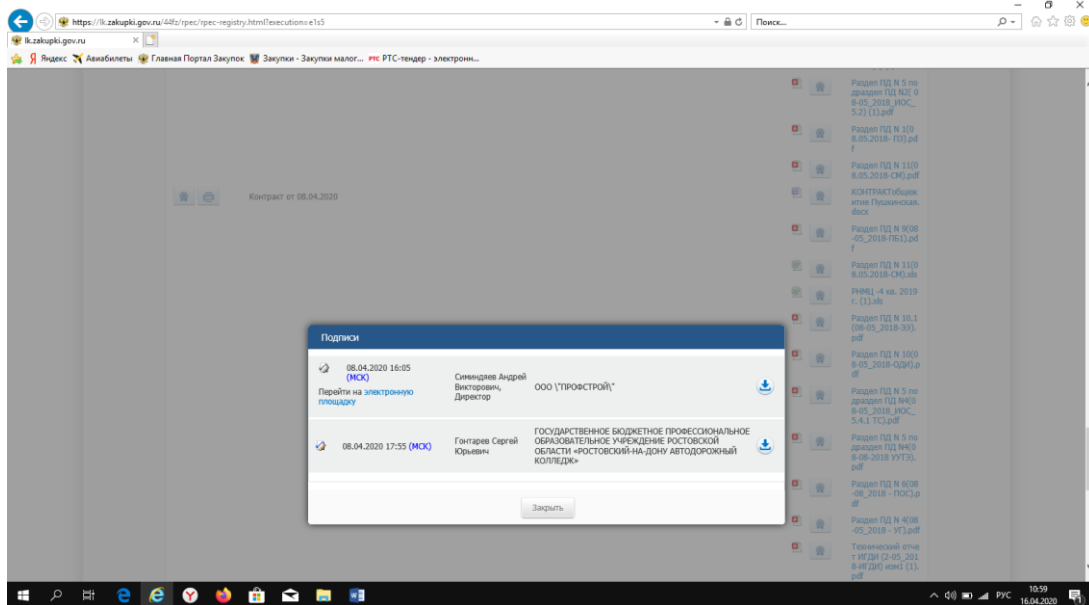 https://lk.zakupki.gov.ru/44fz/rpec/rpec-registry.html?execution=e1s5
Поиск...
lk.zakupki.gov.ru
Яндекс Авиабилеты Главная Портал Закупок Закупки - Закупки малог... РТС РТС-тендер - электронн...
Раздел ПД N 5 по
драздел ПД N2( 0
8-05_2018_ИОС_
5.2) (1).pdf
Раздел ПД N 1(0
8.05.2018- ПЗ).pd
f
Раздел ПД N 11(0
8.05.2018-СМ).pdf
Контракт от 08.04.2020
КОНТРАКТобщеж
итие Пушкинская.
docx
Раздел ПД N 9(08
-05_2018-ПБ1).pd
f
Раздел ПД N 11(0
8.05.2018-СМ).xls
РНМЦ -4 кв. 2019
г. (1).xls
Раздел ПД N 10.1
(08-05_2018-ЭЭ).
pdf
Раздел ПД N 10(0
8-05_2018-ОДИ).p
df
Раздел ПД N 5 по
драздел ПД N4(0
8-05_2018_ИОС_
5.4.1 ТС).pdf
Раздел ПД N 5 по
драздел ПД N4(0
8-08-2018 УУТЭ).
pdf
Раздел ПД N 6(08
-08_2018 - ПОС).p
df
Раздел ПД N 4(08
-05_2018 - УГ).pdf
Технический отче
т ИГДИ (2-05_201
8-ИГДИ) изм1 (1).
pdf
Подписи
08.04.2020 16:05
(МСК)
Перейти на электронную
площадку
Симиндяев Андрей
Викторович,
Директор
ООО \"ПРОФСТРОЙ\"
08.04.2020 17:55 (МСК)
Гонтарев Сергей
Юрьевич
ГОСУДАРСТВЕННОЕ БЮДЖЕТНОЕ ПРОФЕССИОНАЛЬНОЕ
ОБРАЗОВАТЕЛЬНОЕ УЧРЕЖДЕНИЕ РОСТОВСКОЙ
ОБЛАСТИ «РОСТОВСКИЙ-НА-ДОНУ АВТОДОРОЖНЫЙ
КОЛЛЕДЖ»
Закрыть
РУС
10:59
16.04.2020